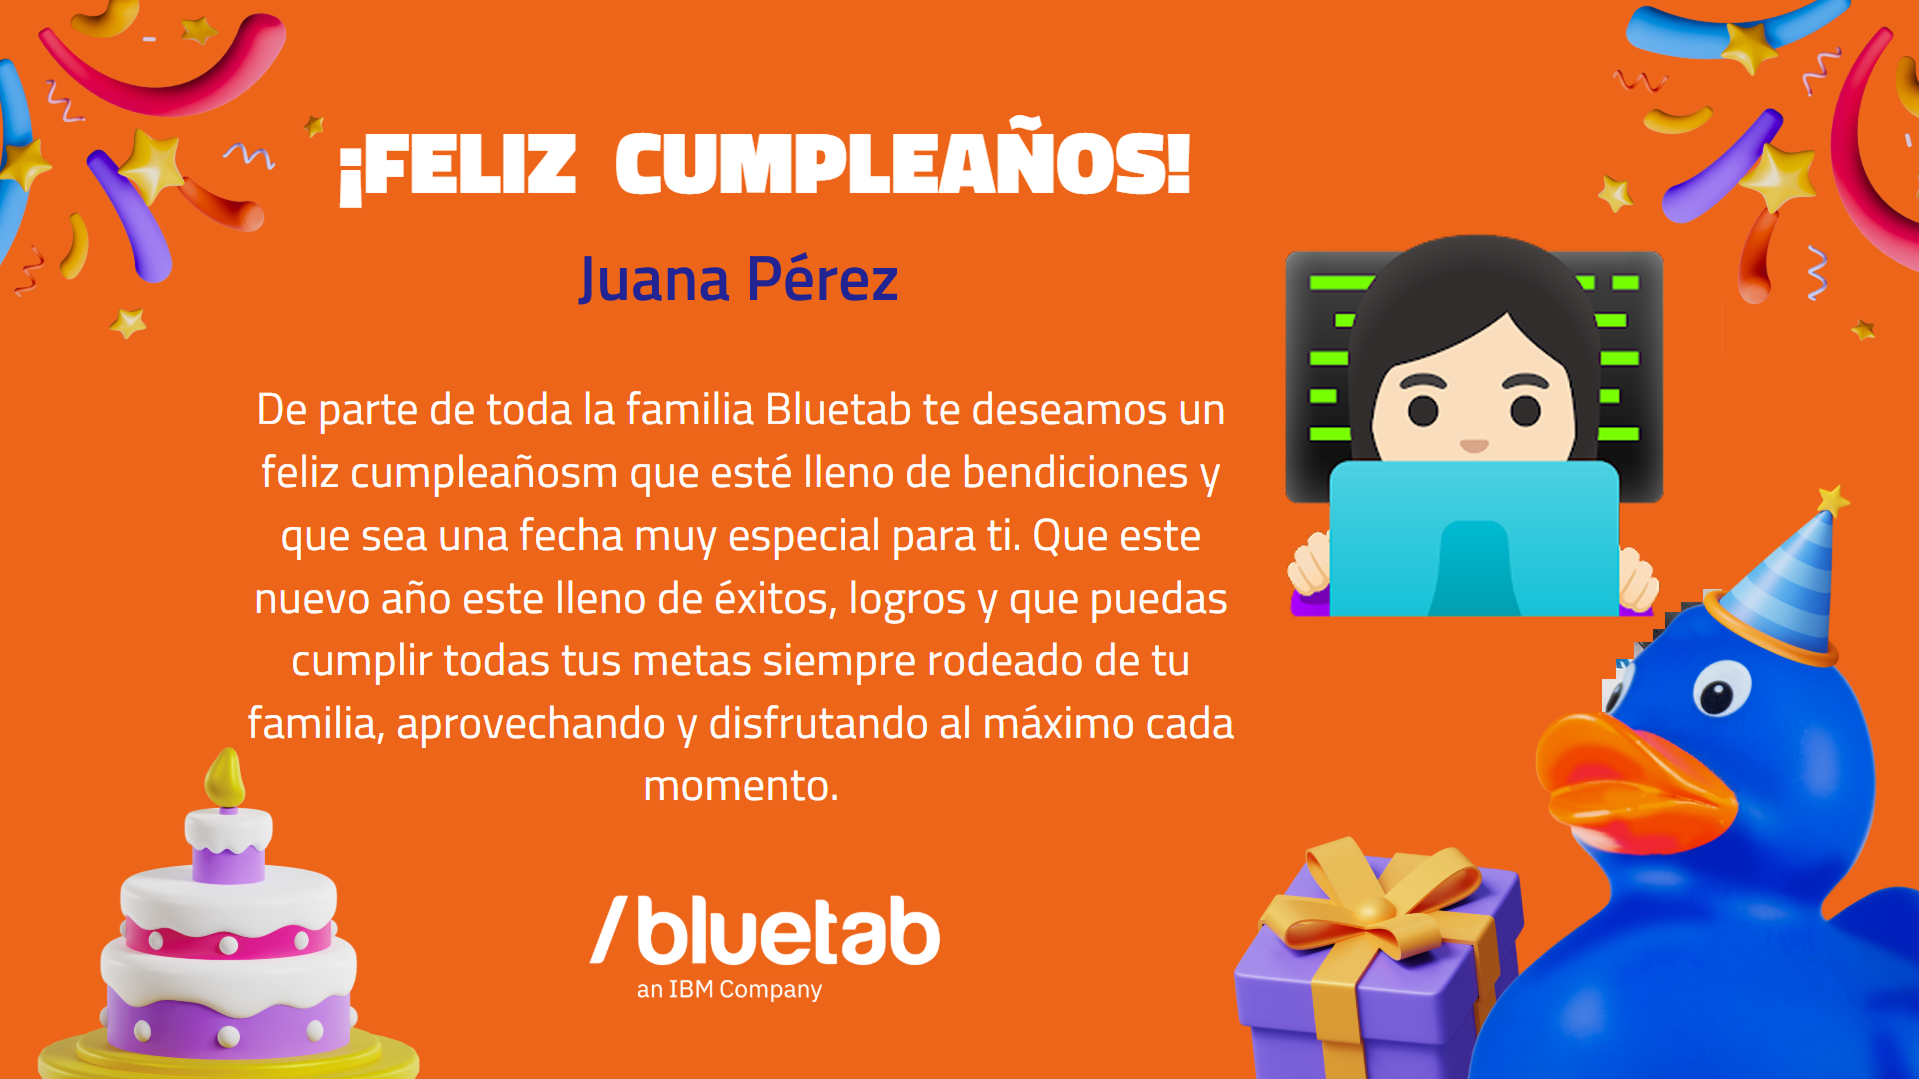 ¡FELIZ CUMPLEAÑOS!
Juana Pérez
De parte de toda la familia Bluetab te deseamos un
feliz cumpleañosm que esté lleno de bendiciones y
que sea una fecha muy especial para ti. Que este
nuevo año este lleno de éxitos, logros y que puedas
cumplir todas tus metas siempre rodeado de tu
familia, aprovechando y disfrutando al máximo cada
momento.
/bluetab
an IBM Company